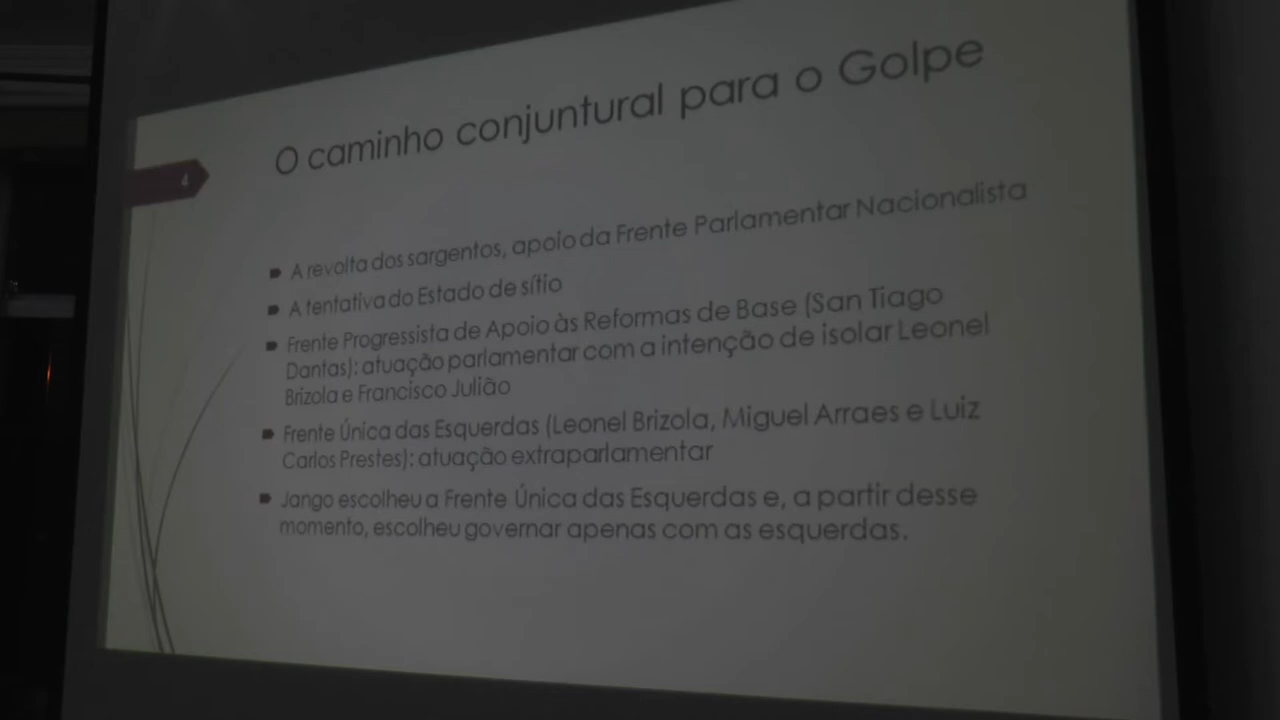 O caminho conjuntural para o Golpe
4
A revolta dos sargentos, apoio da Frente Parlamentar Nacionalista
A tentativa do Estado de sítio
Frente Progressista de Apoio às Reformas de Base (San Tiago
Dantas): atuação parlamentar com a intenção de isolar Leonel
Brizola e Francisco Julião
Frente Única das Esquerdas (Leonel Brizola, Miguel Arraes e Luiz
Carlos Prestes): atuação extraparlamentar
Jango escolheu a Frente Única das Esquerdas e, a partir desse
momento, escolheu governar apenas com as esquerdas.